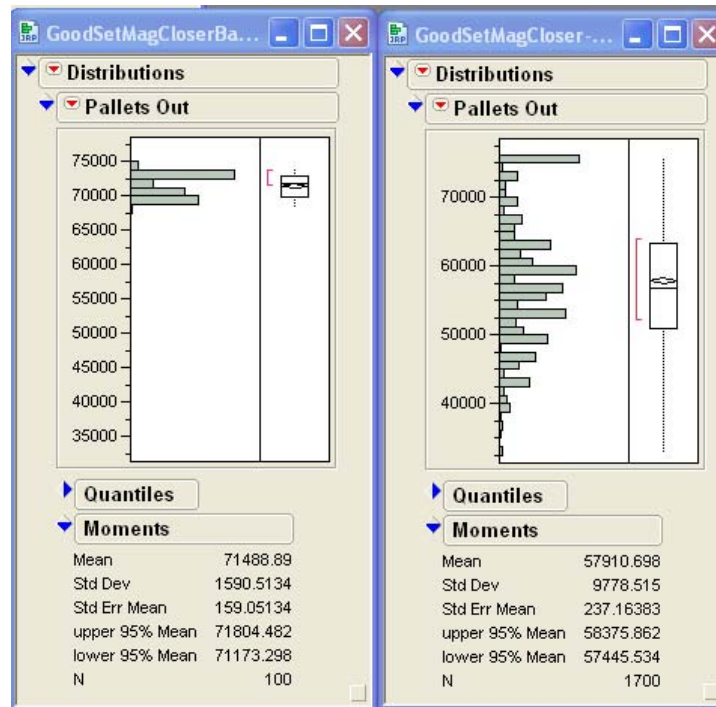 GoodSetMagCloserBa...
Distributions
Pallets Out
75000
70000
65000
60000
55000
50000
45000
40000
35000
Quantiles
Moments
Mean 71488.89
Std Dev 1590.5134
Std Err Mean 159.05134
upper 95% Mean 71804.482
lower 95% Mean 71173.298
N 100
GoodSetMagCloser-...
Distributions
Pallets Out
70000
60000
50000
40000
Quantiles
Moments
Mean 57910.698
Std Dev 9778.515
Std Err Mean 237.16383
upper 95% Mean 58375.862
lower 95% Mean 57445.534
N 1700